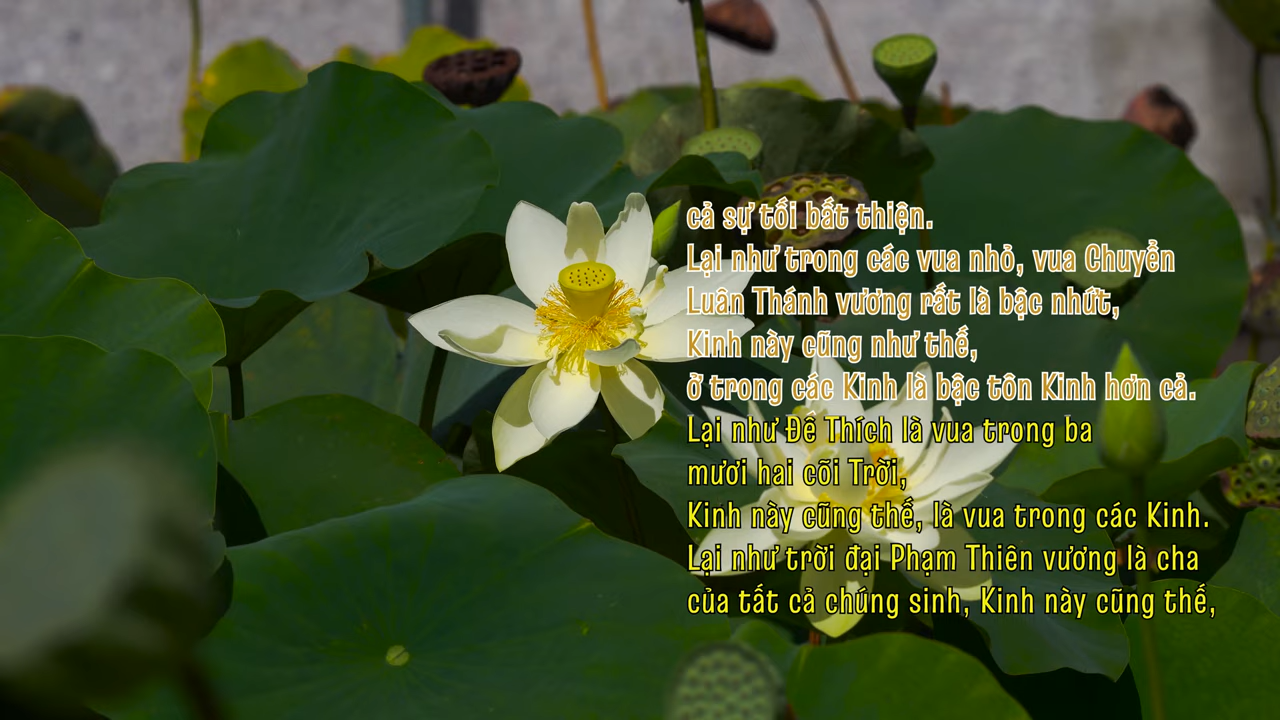 cả sự tối bất thiện.
Lại như trong các vua nhỏ, vua Chuyển
Luân Thánh vương rất là bậc nhứt,
Kinh này cũng như thế,
ở trong các Kinh là bậc tôn Kinh hơn cả.
Lại như Đê Thích là vua trong ba
mươi hai cõi Trời,
Kinh này cũng thế, là vua trong các Kinh.
Lại như trời đại Phạm Thiên vương là cha
của tất cả chúng sinh, Kinh này cũng thế,